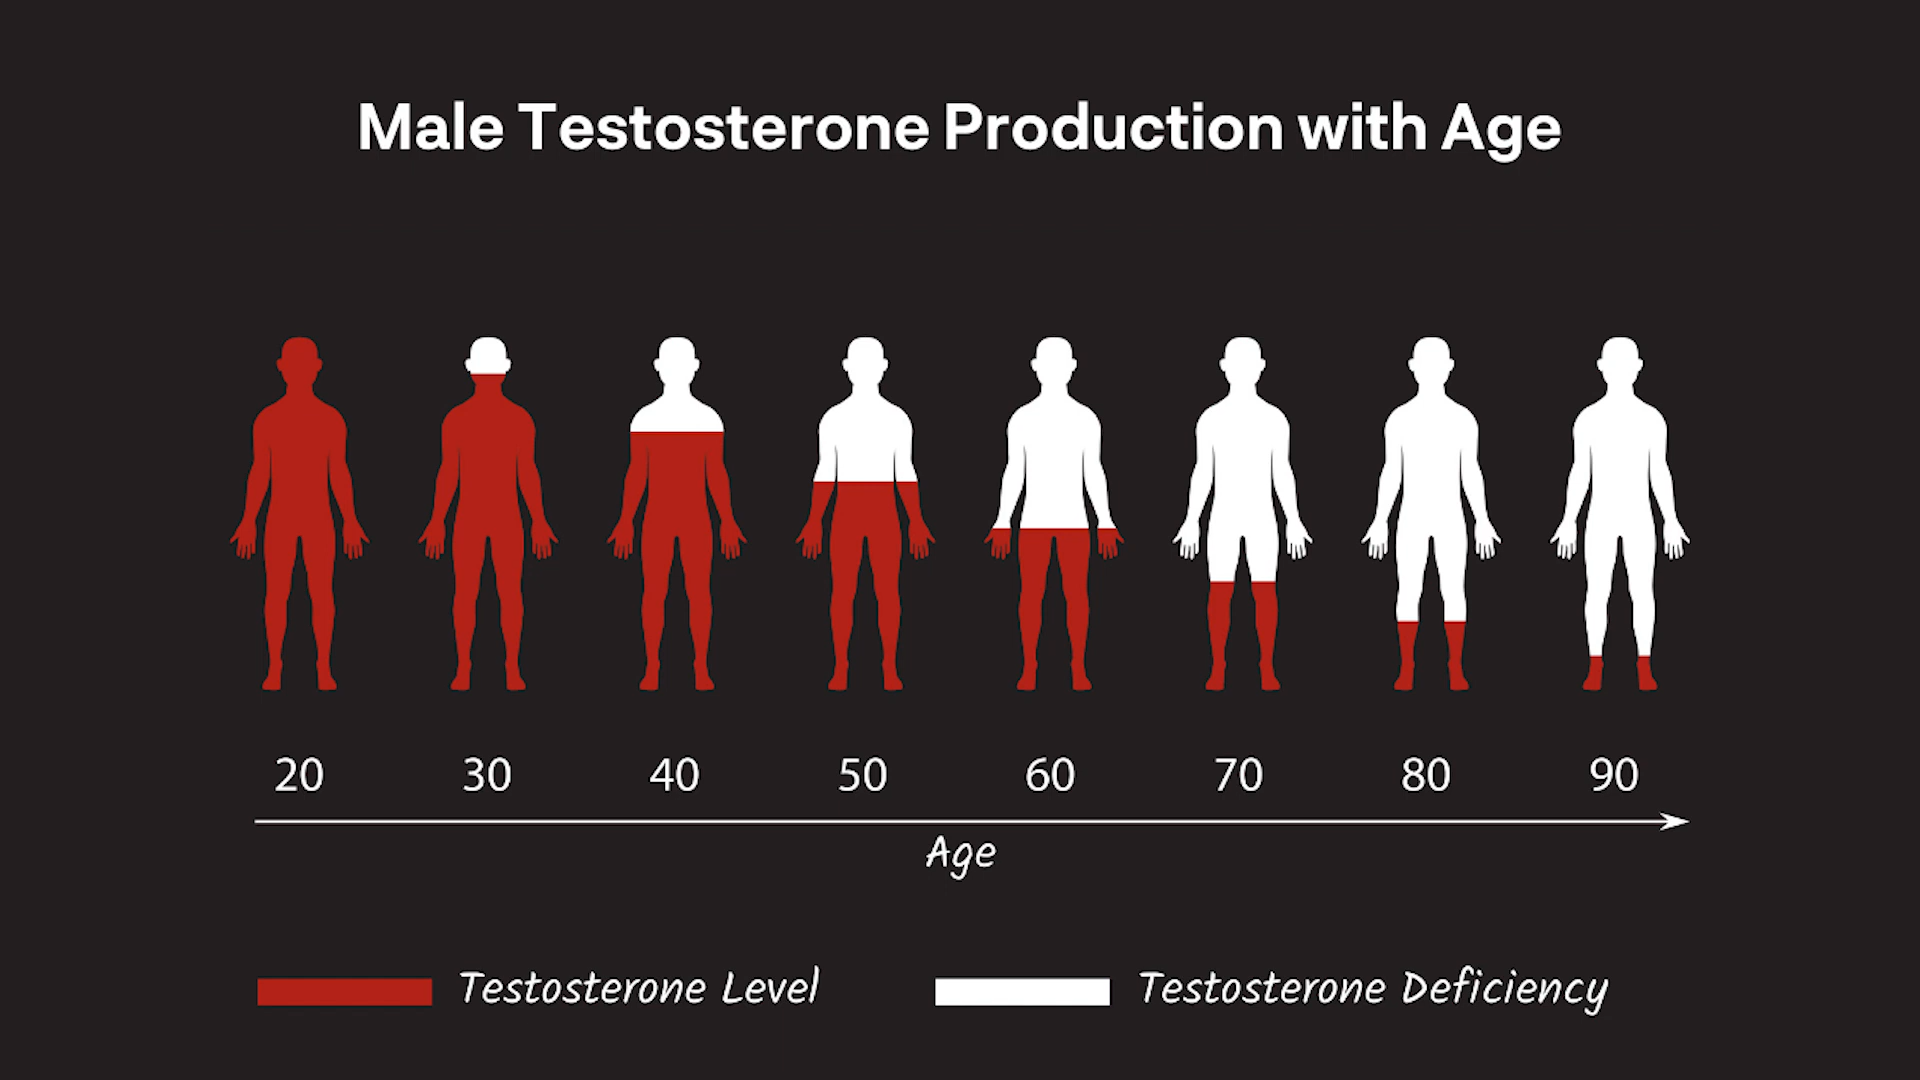 Male Testosterone Production with Age
20 30 40 50 60 70 80 90
Age
Testosterone Level Testosterone Deficiency